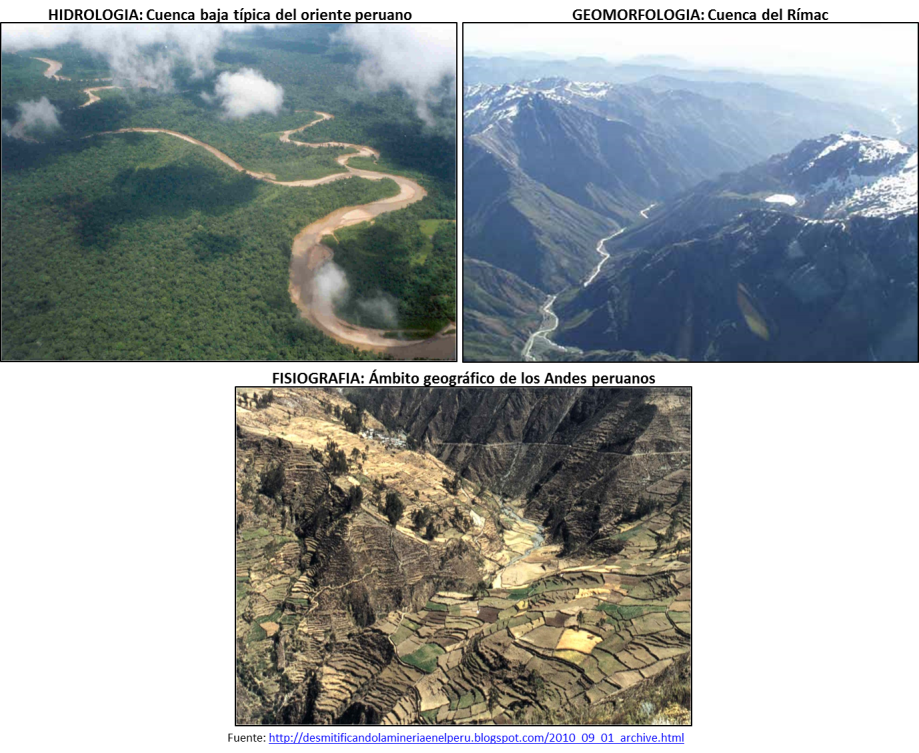 HIDROLOGIA: Cuenca baja típica del oriente peruano
GEOMORFOLOGIA: Cuenca del Rímac
FISIOGRAFIA: Ámbito geográfico de los Andes peruanos
Fuente: http://desmitificandolamineriaenelperu.blogspot.com/2010_09_01_archive.html